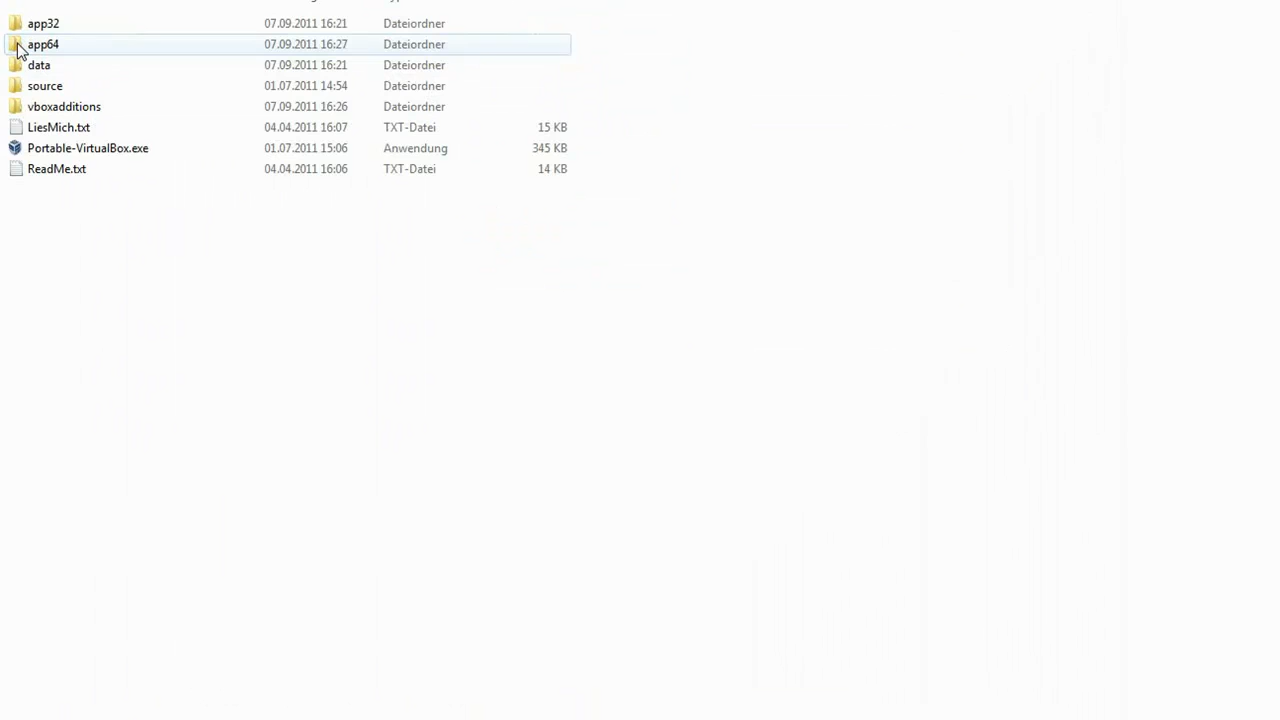 app32 07.09.2011 16:21 Dateiordner
app64 07.09.2011 16:27 Dateiordner
data 07.09.2011 16:21 Dateiordner
source 01.07.2011 14:54 Dateiordner
vboxadditions 07.09.2011 16:26 Dateiordner
LiesMich.txt 04.04.2011 16:07 TXT-Datei 15 KB
Portable-VirtualBox.exe 01.07.2011 15:06 Anwendung 345 KB
ReadMe.txt 04.04.2011 16:06 TXT-Datei 14 KB